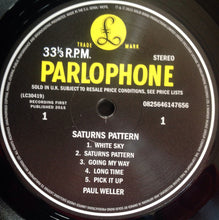 £
TRADE MARK
33⅓ R.P.M. STEREO
PARLOPHONE
SOLD IN U.K. SUBJECT TO RESALE PRICE CONDITIONS, SEE PRICE LISTS
(LC30419) 0825646147656
RECORDING FIRST
PUBLISHED 2015
1 1
SATURNS PATTERN
1. WHITE SKY
2. SATURNS PATTERN
3. GOING MY WAY
4. LONG TIME
5. PICK IT UP
PAUL WELLER